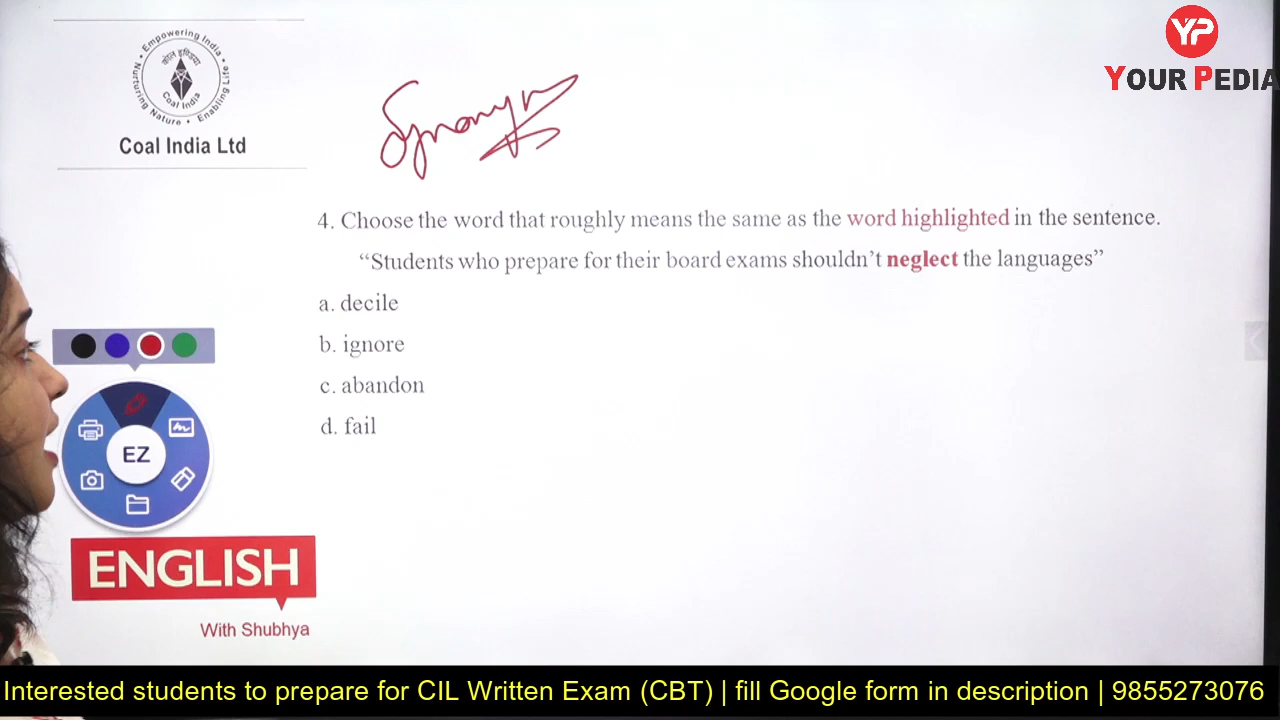 Empowering India • Enabling Life • Nurturing Nature •
कोल इण्डिया
Coal India
Coal India Ltd
Synonym
YP
YOUR PEDIA
4. Choose the word that roughly means the same as the word highlighted in the sentence.
“Students who prepare for their board exams shouldn’t neglect the languages”
a. decile
b. ignore
c. abandon
d. fail
EZ
ENGLISH
With Shubhya
Interested students to prepare for CIL Written Exam (CBT) | fill Google form in description | 9855273076